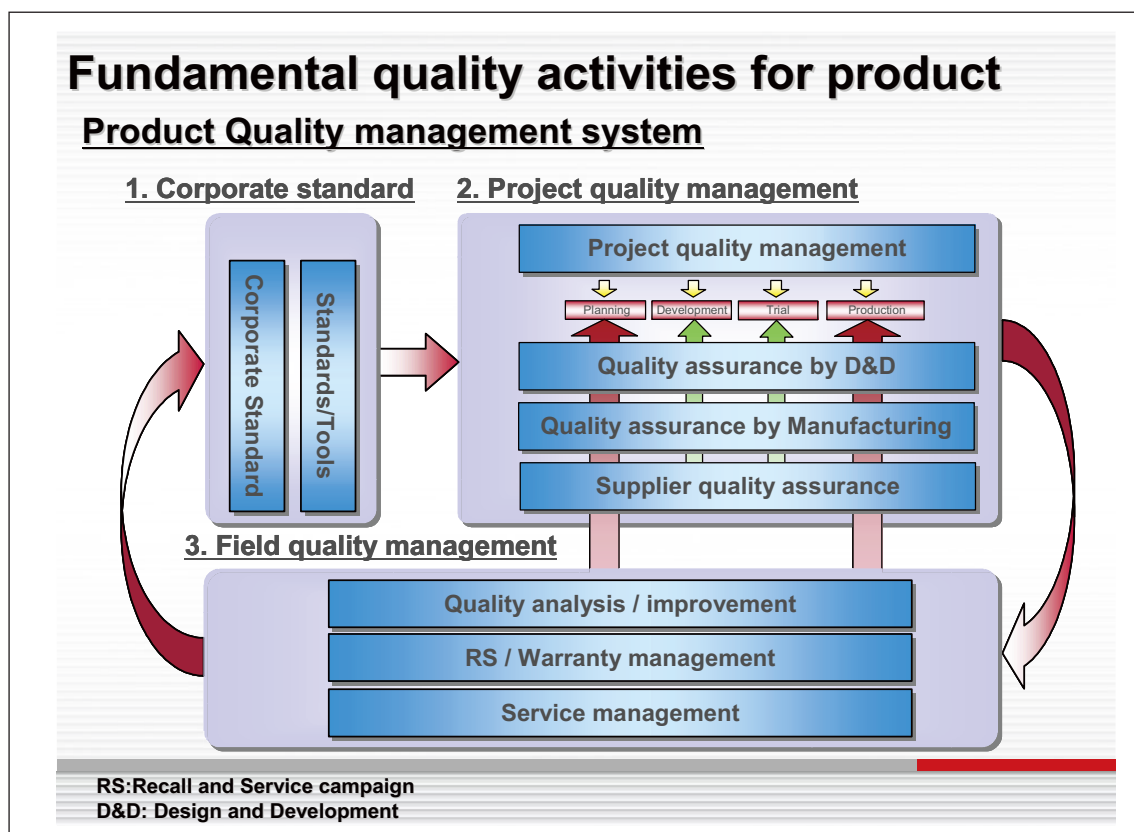 Fundamental quality activities for product
Product Quality management system
1. Corporate standard
2. Project quality management
Corporate Standard
Standards/Tools
Project quality management
Planning
Development
Trial
Production
Quality assurance by D&D
Quality assurance by Manufacturing
Supplier quality assurance
3. Field quality management
Quality analysis / improvement
RS / Warranty management
Service management
RS:Recall and Service campaign
D&D: Design and Development